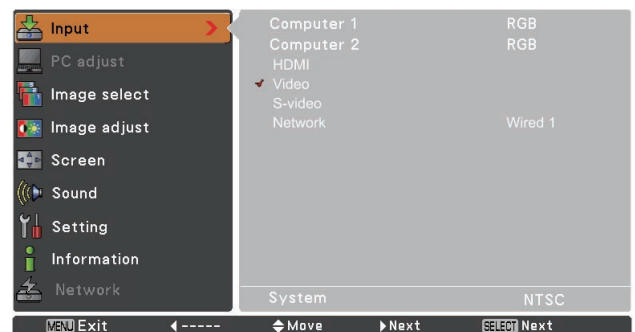 Input
PC adjust
Image select
Image adjust
Screen
Sound
Setting
Information
Network
Computer 1 RGB
Computer 2 RGB
HDMI
Video
S-video
Network Wired 1
System NTSC
MENU Exit ----- Move Next SELECT Next